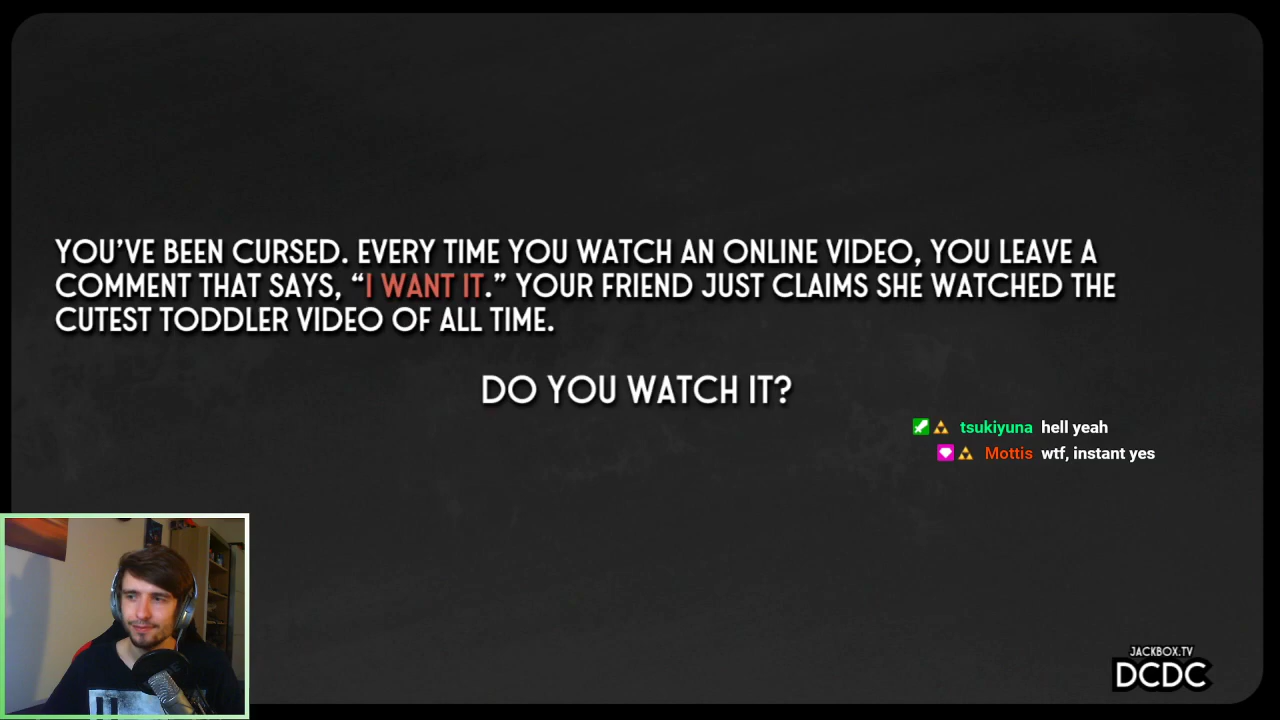 YOU'VE BEEN CURSED. EVERY TIME YOU WATCH AN ONLINE VIDEO, YOU LEAVE A
COMMENT THAT SAYS, “I WANT IT.” YOUR FRIEND JUST CLAIMS SHE WATCHED THE
CUTEST TODDLER VIDEO OF ALL TIME.
DO YOU WATCH IT?
tsukiyuna hell yeah
Mottis wtf, instant yes
JACKBOX.TV
DCDC